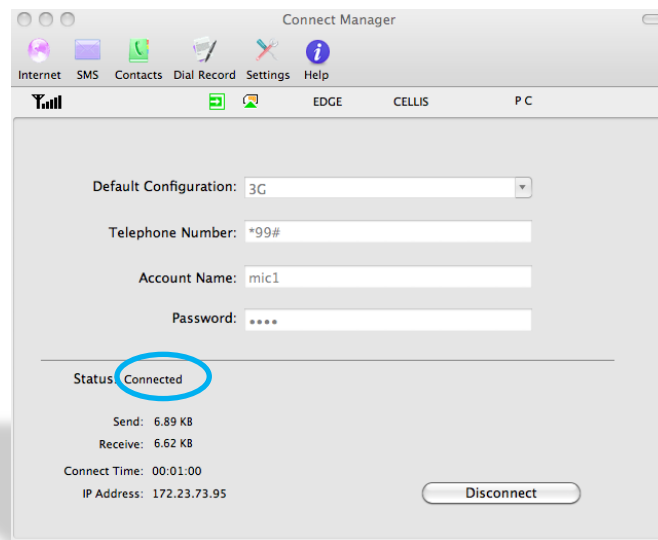 Connect Manager
Internet SMS Contacts Dial Record Settings Help
EDGE CELLIS P C
Default Configuration: 3G
Telephone Number: *99#
Account Name: mic1
Password: ••••
Status: Connected
Send: 6.89 KB
Receive: 6.62 KB
Connect Time: 00:01:00
IP Address: 172.23.73.95
Disconnect